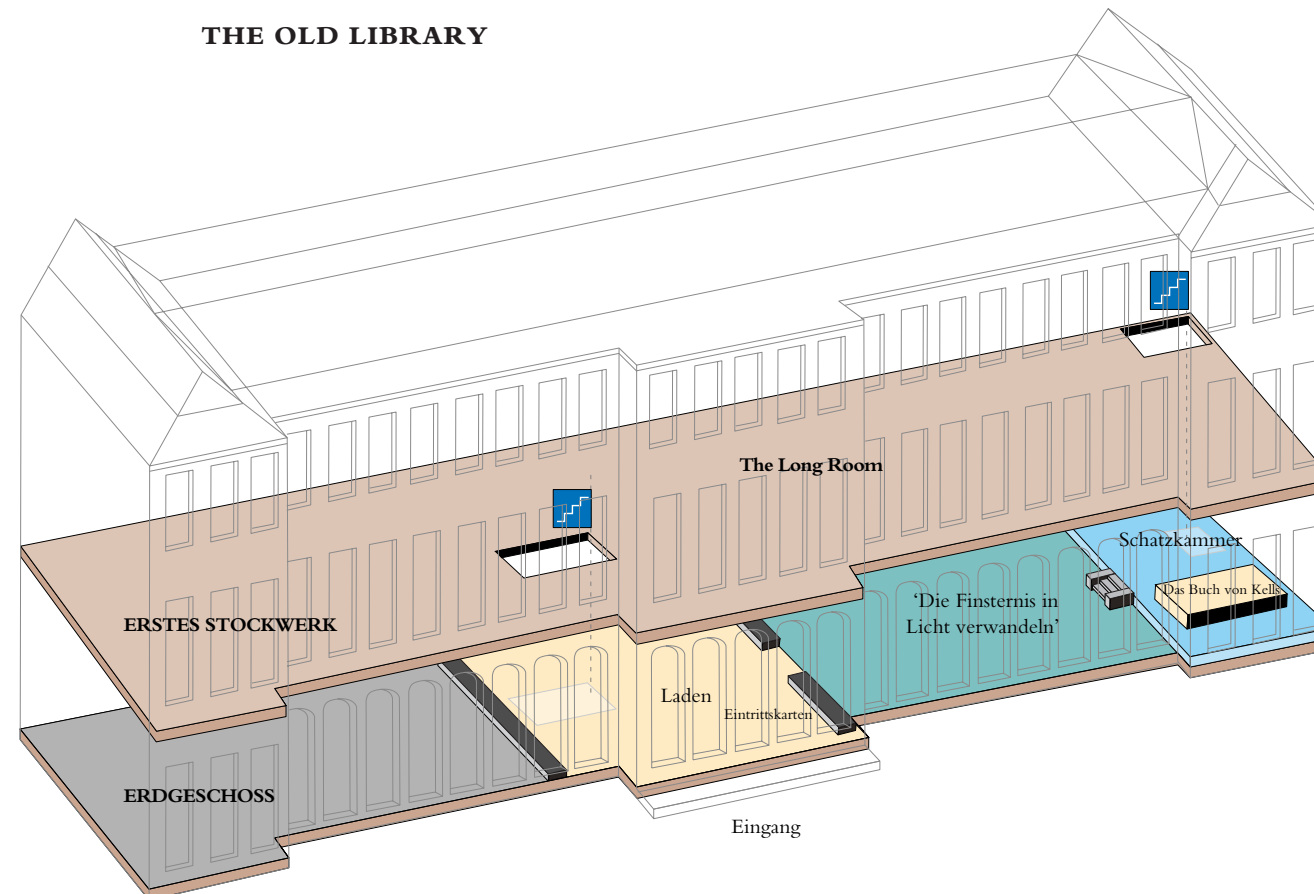 THE OLD LIBRARY
The Long Room
ERSTES STOCKWERK
Schatzkammer
Das Buch von Kells
‘Die Finsternis in
Licht verwandeln’
Laden
Eintrittskarten
ERDGESCHOSS
Eingang